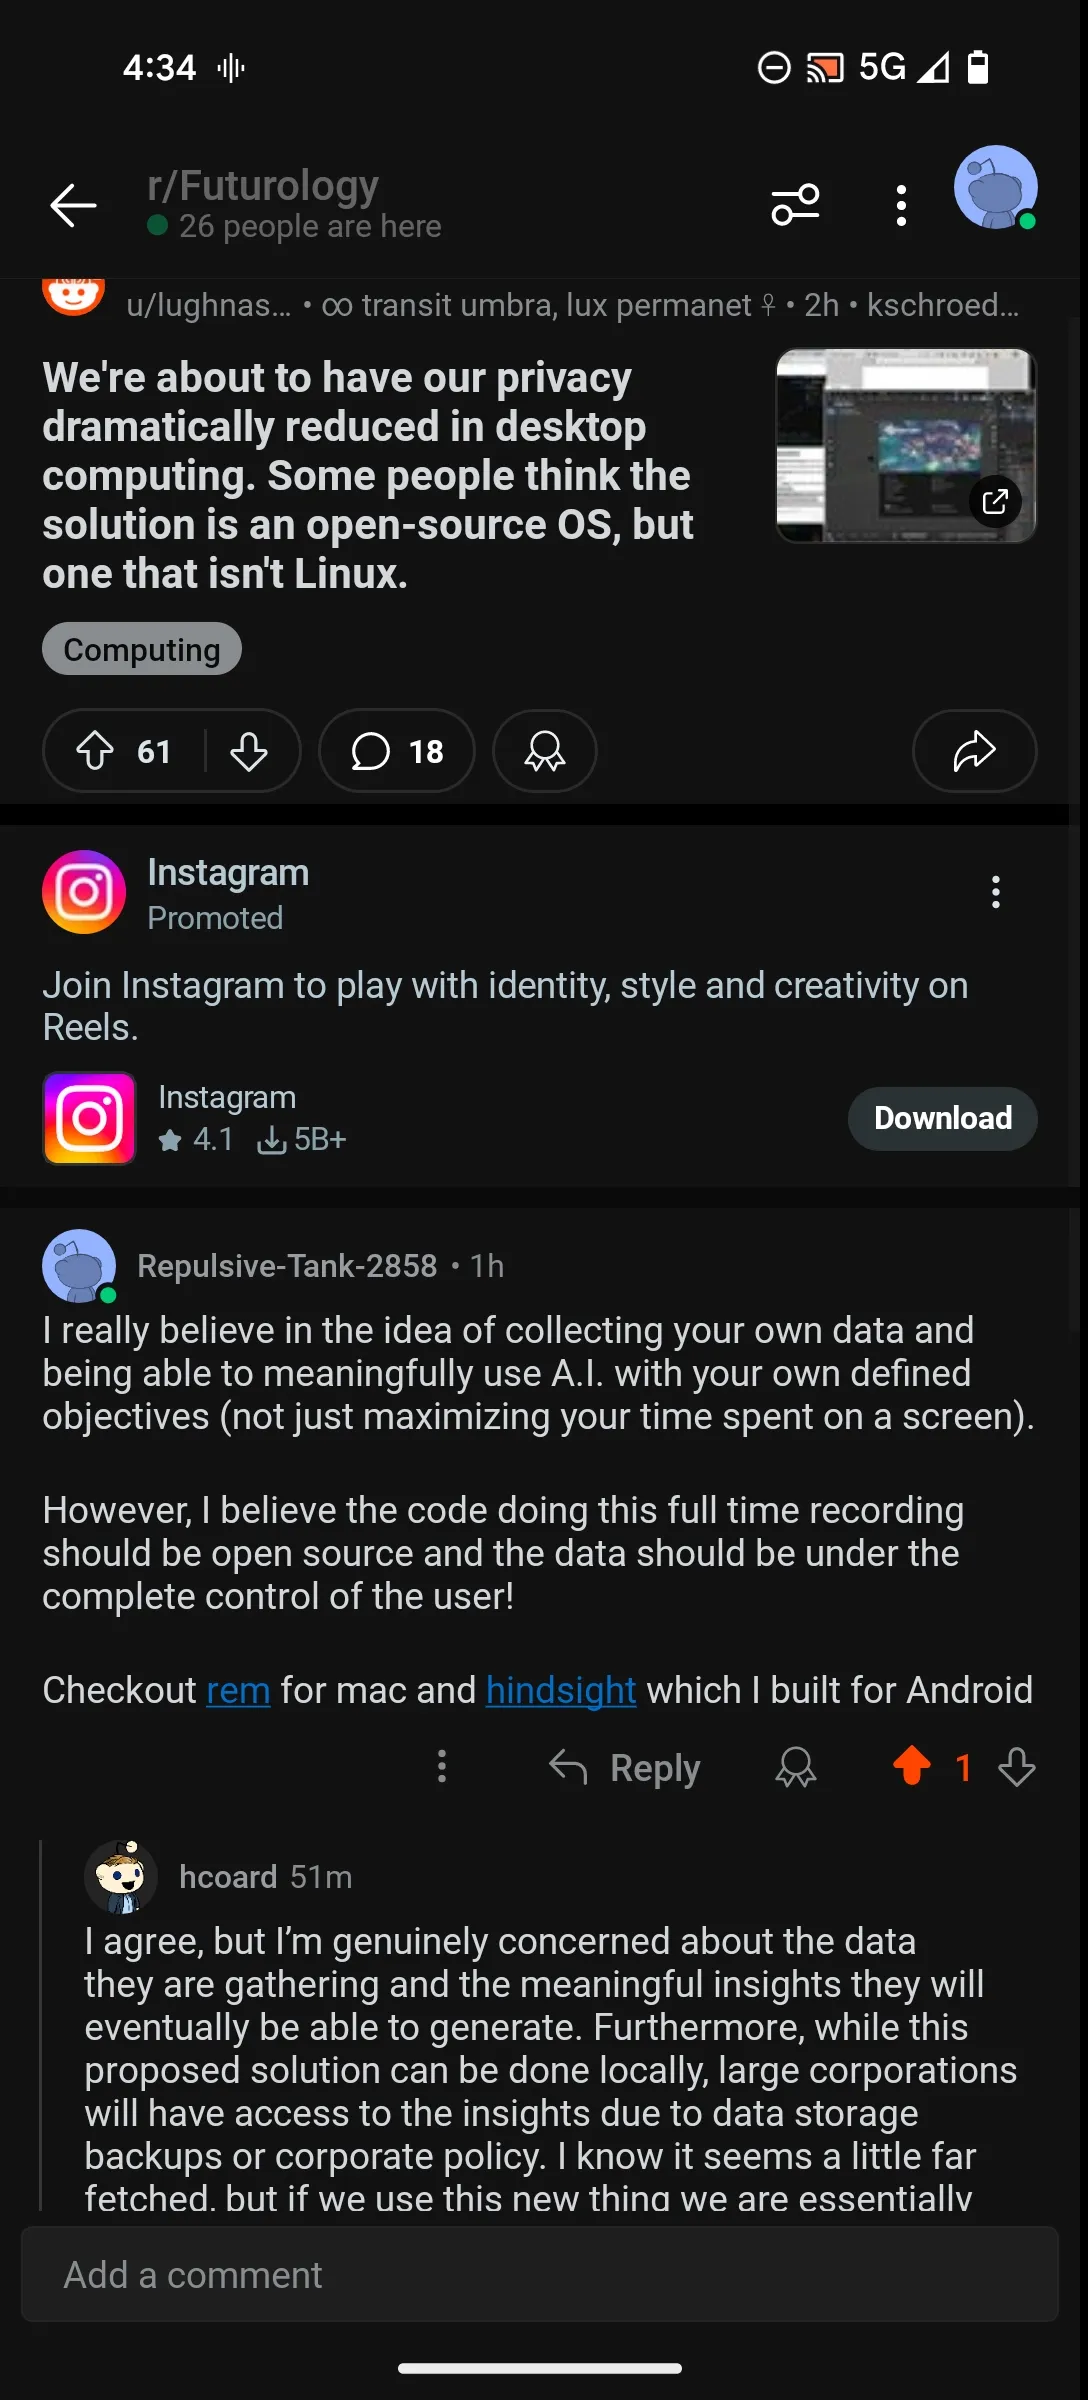 4:34
5G
r/Futurology
26 people are here
u/lughnas... • ∞ transit umbra, lux permanet ♀ • 2h • kschroed...
We're about to have our privacy
dramatically reduced in desktop
computing. Some people think the
solution is an open-source OS, but
one that isn't Linux.
Computing
61
18
Instagram
Promoted
Join Instagram to play with identity, style and creativity on
Reels.
Instagram
4.1 5B+
Download
Repulsive-Tank-2858 • 1h
I really believe in the idea of collecting your own data and
being able to meaningfully use A.I. with your own defined
objectives (not just maximizing your time spent on a screen).
However, I believe the code doing this full time recording
should be open source and the data should be under the
complete control of the user!
Checkout rem for mac and hindsight which I built for Android
Reply
1
hcoard 51m
I agree, but I’m genuinely concerned about the data
they are gathering and the meaningful insights they will
eventually be able to generate. Furthermore, while this
proposed solution can be done locally, large corporations
will have access to the insights due to data storage
backups or corporate policy. I know it seems a little far
fetched, but if we use this new thing we are essentially
Add a comment